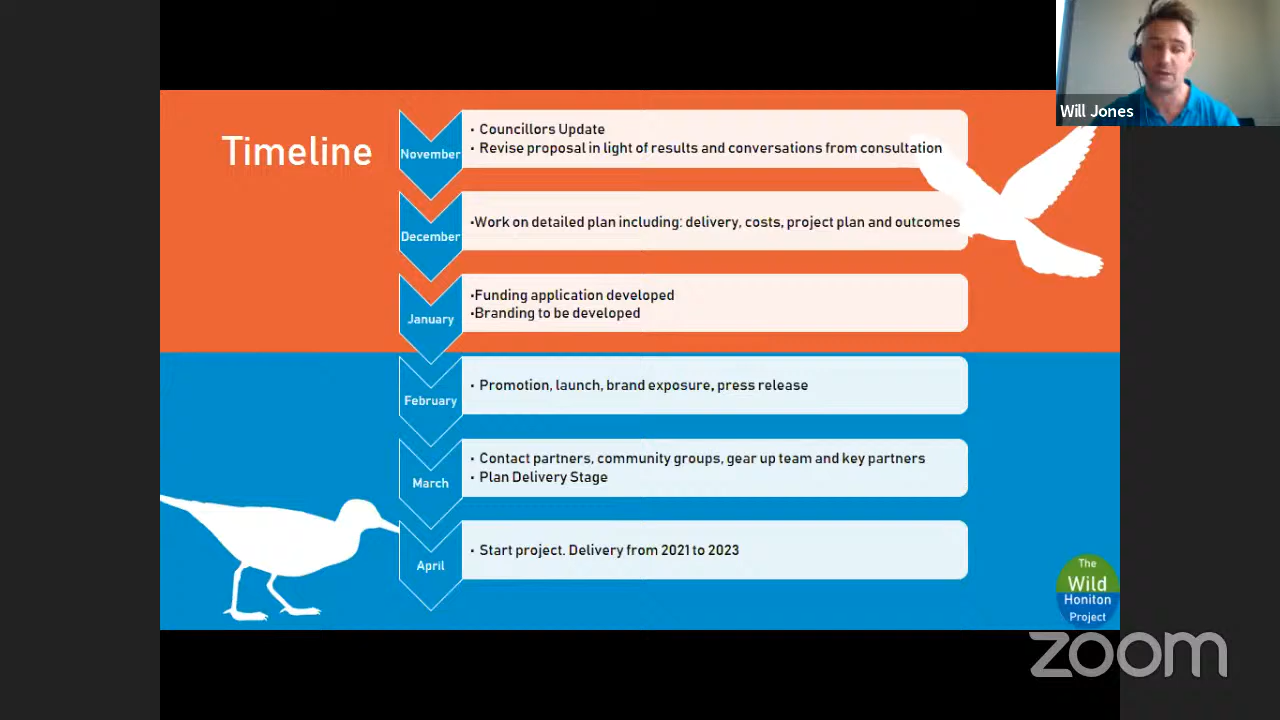 Will Jones
Timeline
November
• Councillors Update
• Revise proposal in light of results and conversations from consultation
December
•Work on detailed plan including: delivery, costs, project plan and outcomes
January
•Funding application developed
•Branding to be developed
February
• Promotion, launch, brand exposure, press release
March
• Contact partners, community groups, gear up team and key partners
• Plan Delivery Stage
April
• Start project. Delivery from 2021 to 2023
The
Wild
Honiton
Project
zoom